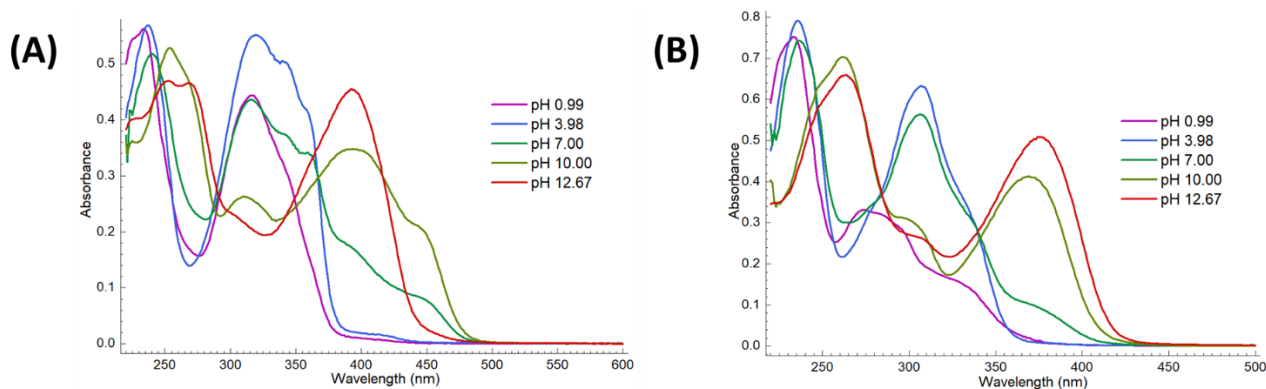 (A)
Absorbance
0.5
0.4
0.3
0.2
0.1
0.0
250 300 350 400 450 500 550 600
Wavelength (nm)
pH 0.99
pH 3.98
pH 7.00
pH 10.00
pH 12.67
(B)
Absorbance
0.8
0.7
0.6
0.5
0.4
0.3
0.2
0.1
0.0
250 300 350 400 450 500
Wavelength (nm)
pH 0.99
pH 3.98
pH 7.00
pH 10.00
pH 12.67